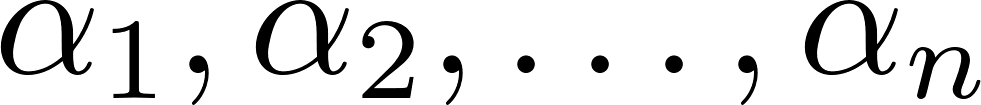 α₁, α₂, . . . , αₙ